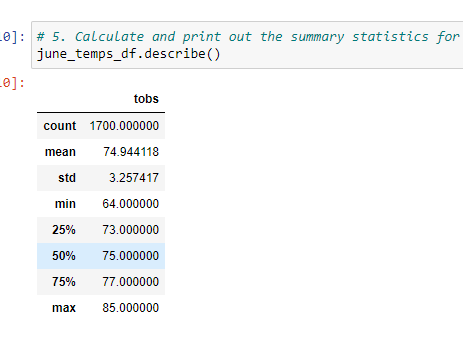 0]: # 5. Calculate and print out the summary statistics for
june_temps_df.describe()
0]:
tobs
count 1700.000000
mean 74.944118
std 3.257417
min 64.000000
25% 73.000000
50% 75.000000
75% 77.000000
max 85.000000